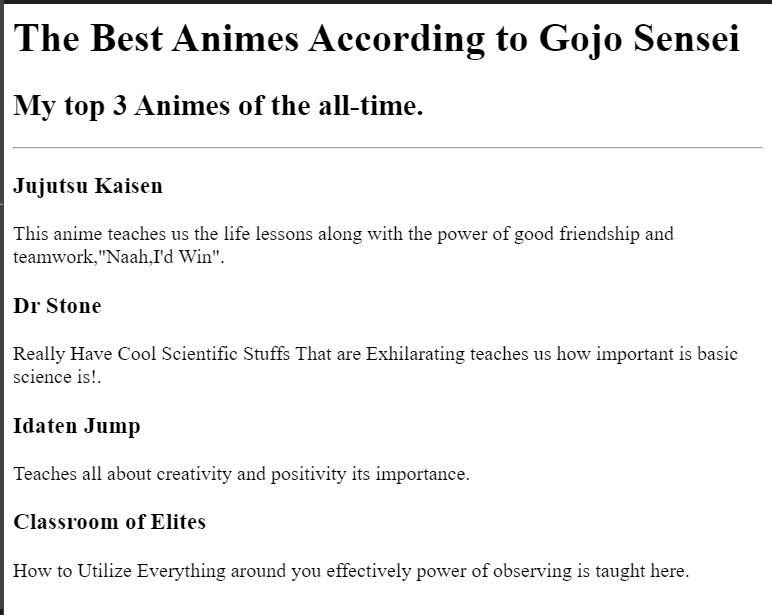 The Best Animes According to Gojo Sensei
My top 3 Animes of the all-time.
Jujutsu Kaisen
This anime teaches us the life lessons along with the power of good friendship and
teamwork,"Naah,I'd Win".
Dr Stone
Really Have Cool Scientific Stuffs That are Exhilarating teaches us how important is basic
science is!.
Idaten Jump
Teaches all about creativity and positivity its importance.
Classroom of Elites
How to Utilize Everything around you effectively power of observing is taught here.